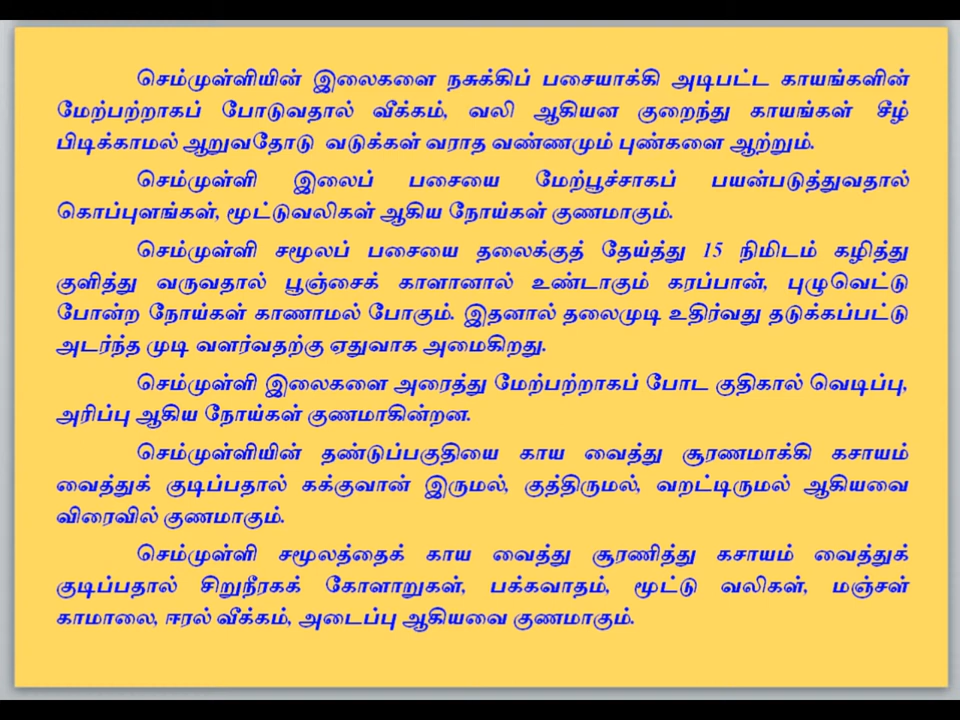 செம்முள்ளியின் இலைகளை நசுக்கிப் பசையாக்கி அடிபட்ட காயங்களின்
மேற்பற்றாகப் போடுவதால் வீக்கம், வலி ஆகியன குறைந்து காயங்கள் சீழ்
பிடிக்காமல் ஆறுவதோடு வடுக்கள் வராத வண்ணமும் புண்களை ஆற்றும்.
செம்முள்ளி இலைப் பசையை மேற்பூச்சாகப் பயன்படுத்துவதால்
கொப்புளங்கள், மூட்டுவலிகள் ஆகிய நோய்கள் குணமாகும்.
செம்முள்ளி சமூலப் பசையை தலைக்குத் தேய்த்து 15 நிமிடம் கழித்து
குளித்து வருவதால் பூஞ்சைக் காளானால் உண்டாகும் கரப்பான், புழுவெட்டு
போன்ற நோய்கள் காணாமல் போகும். இதனால் தலைமுடி உதிர்வது தடுக்கப்பட்டு
அடர்ந்த முடி வளர்வதற்கு ஏதுவாக அமைகிறது.
செம்முள்ளி இலைகளை அரைத்து மேற்பற்றாகப் போட குதிகால் வெடிப்பு,
அரிப்பு ஆகிய நோய்கள் குணமாகின்றன.
செம்முள்ளியின் தண்டுப்பகுதியை காய வைத்து சூரணமாக்கி கசாயம்
வைத்துக் குடிப்பதால் கக்குவான் இருமல், குத்திருமல், வறட்டிருமல் ஆகியவை
விரைவில் குணமாகும்.
செம்முள்ளி சமூலத்தைக் காய வைத்து சூரணித்து கசாயம் வைத்துக்
குடிப்பதால் சிறுநீரகக் கோளாறுகள், பக்கவாதம், மூட்டு வலிகள், மஞ்சள்
காமாலை, ஈரல் வீக்கம், அடைப்பு ஆகியவை குணமாகும்.